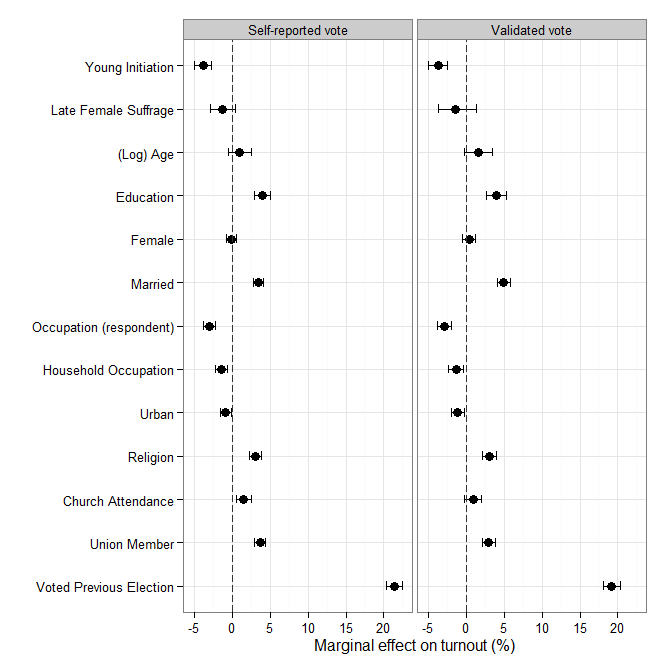 Self-reported vote
Validated vote
Young Initiation
Late Female Suffrage
(Log) Age
Education
Female
Married
Occupation (respondent)
Household Occupation
Urban
Religion
Church Attendance
Union Member
Voted Previous Election
-5 0 5 10 15 20
-5 0 5 10 15 20
Marginal effect on turnout (%)